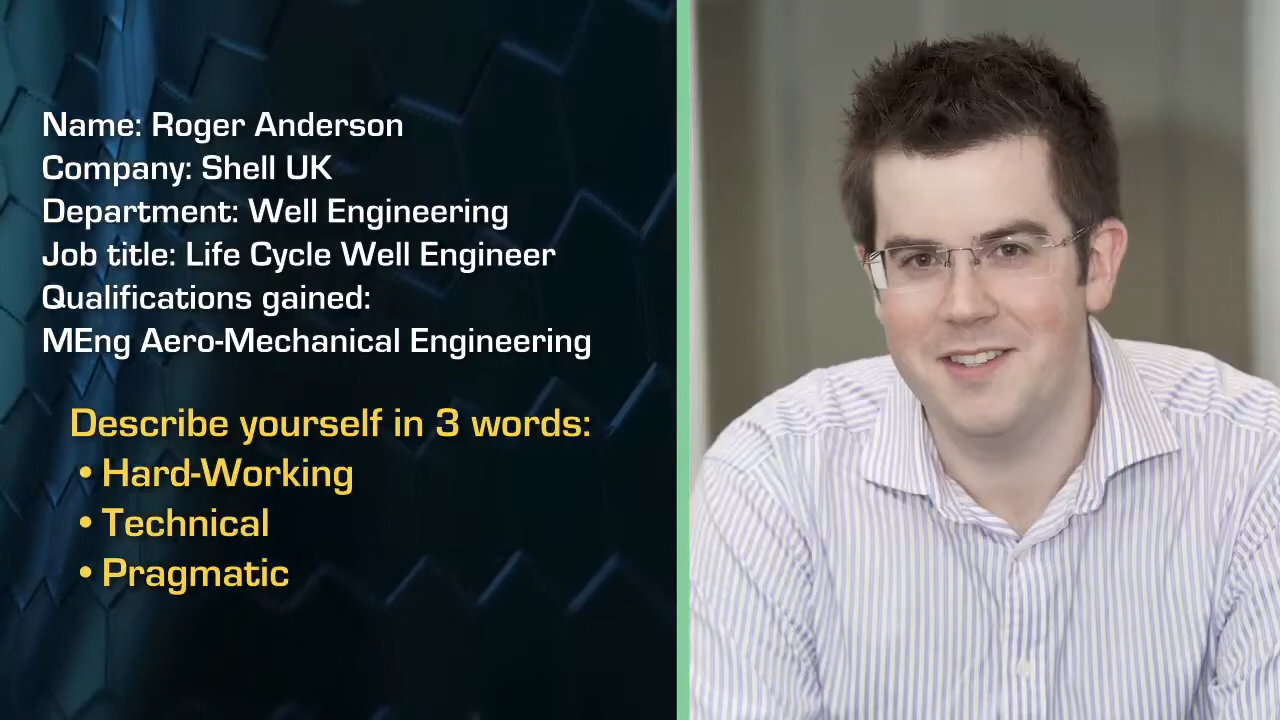 Name: Roger Anderson
Company: Shell UK
Department: Well Engineering
Job title: Life Cycle Well Engineer
Qualifications gained:
MEng Aero-Mechanical Engineering
Describe yourself in 3 words:
• Hard-Working
• Technical
• Pragmatic